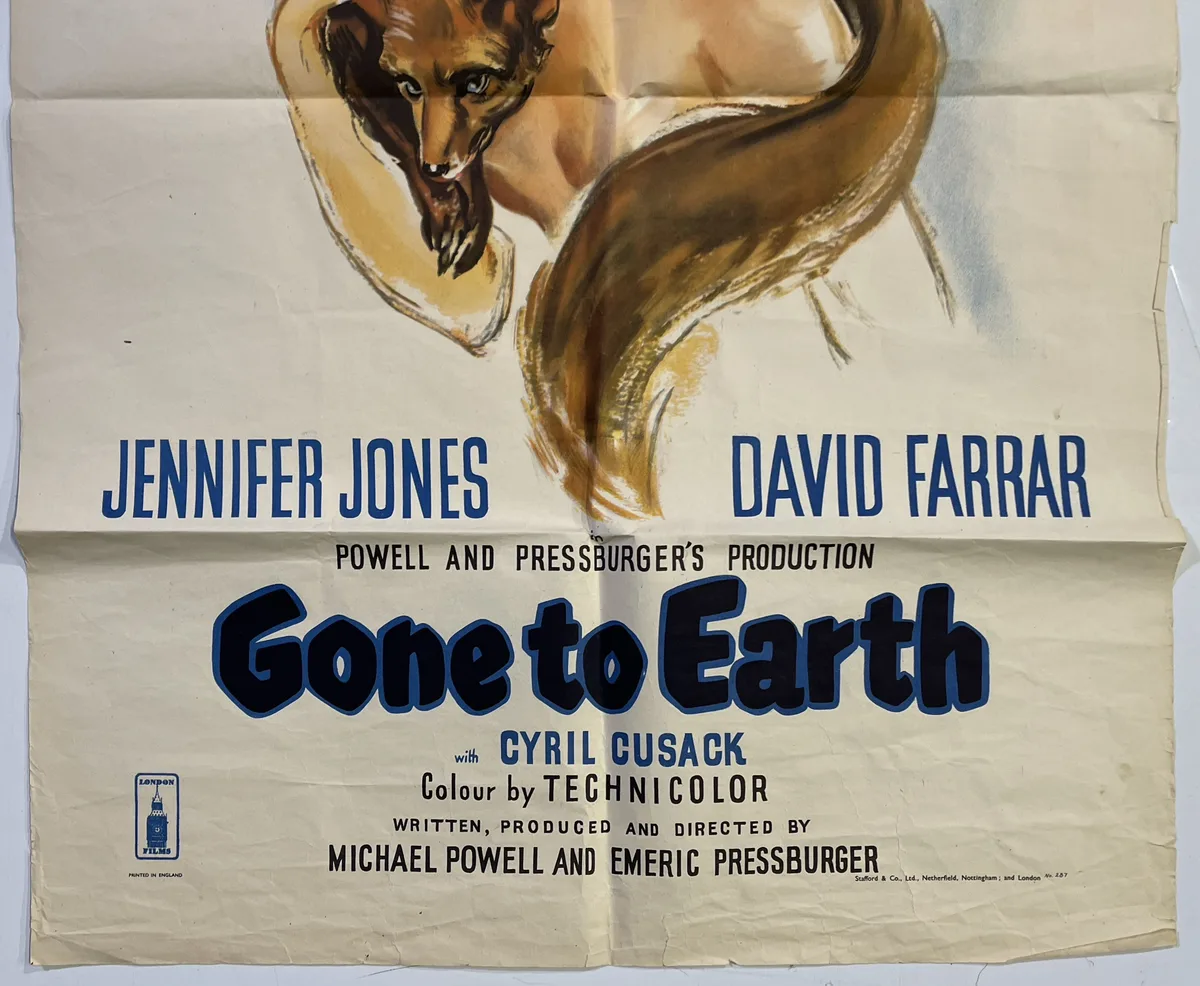 JENNIFER JONES
DAVID FARRAR
POWELL AND PRESSBURGER'S PRODUCTION
Gone to Earth
with CYRIL CUSACK
Colour by TECHNICOLOR
WRITTEN, PRODUCED AND DIRECTED BY
MICHAEL POWELL AND EMERIC PRESSBURGER
LONDON
FILMS
PRINTED IN ENGLAND
Stafford & Co., Ltd., Netherfield, Nottingham; and London